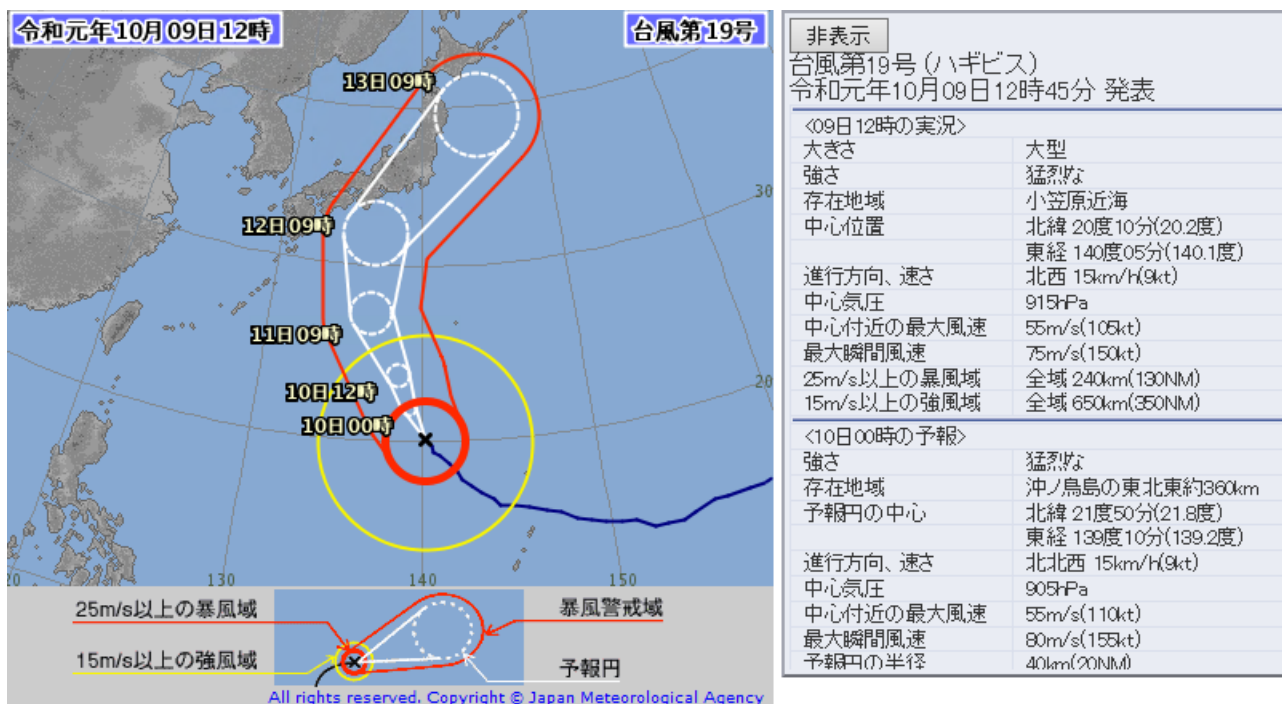 令和元年10月09日12時
台風第19号
13日09時
12日09時
11日09時
10日12時
10日00時
30
20
20
130
140
150
25m/s以上の暴風域
暴風警戒域
15m/s以上の強風域
予報円
All rights reserved. Copyright © Japan Meteorological Agency
非表示
台風第19号 (ハギビス)
令和元年10月09日12時45分 発表
<09日12時の実況>
大きさ 大型
強さ 猛烈な
存在地域 小笠原近海
中心位置 北緯 20度10分(20.2度)
東経 140度05分(140.1度)
進行方向、速さ 北西 15km/h(9kt)
中心気圧 915hPa
中心付近の最大風速 55m/s(105kt)
最大瞬間風速 75m/s(150kt)
25m/s以上の暴風域 全域 240km(130NM)
15m/s以上の強風域 全域 650km(350NM)
<10日00時の予報>
強さ 猛烈な
存在地域 沖ノ鳥島の東北東約360km
予報円の中心 北緯 21度50分(21.8度)
東経 139度10分(139.2度)
進行方向、速さ 北北西 15km/h(9kt)
中心気圧 905hPa
中心付近の最大風速 55m/s(110kt)
最大瞬間風速 80m/s(155kt)
予報円の半径 40km(20NM)